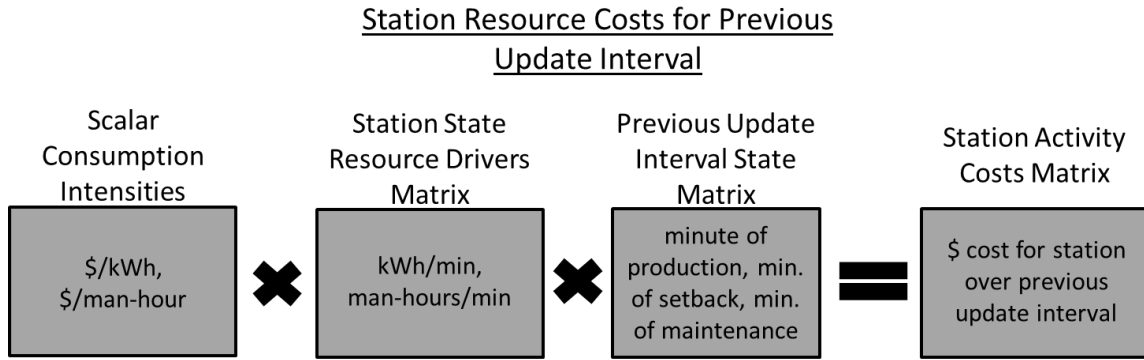 Station Resource Costs for Previous
Update Interval
Scalar
Consumption
Intensities
$/kWh,
$/man-hour
Station State
Resource Drivers
Matrix
kWh/min,
man-hours/min
Previous Update
Interval State
Matrix
minute of
production, min.
of setback, min.
of maintenance
Station Activity
Costs Matrix
$ cost for station
over previous
update interval